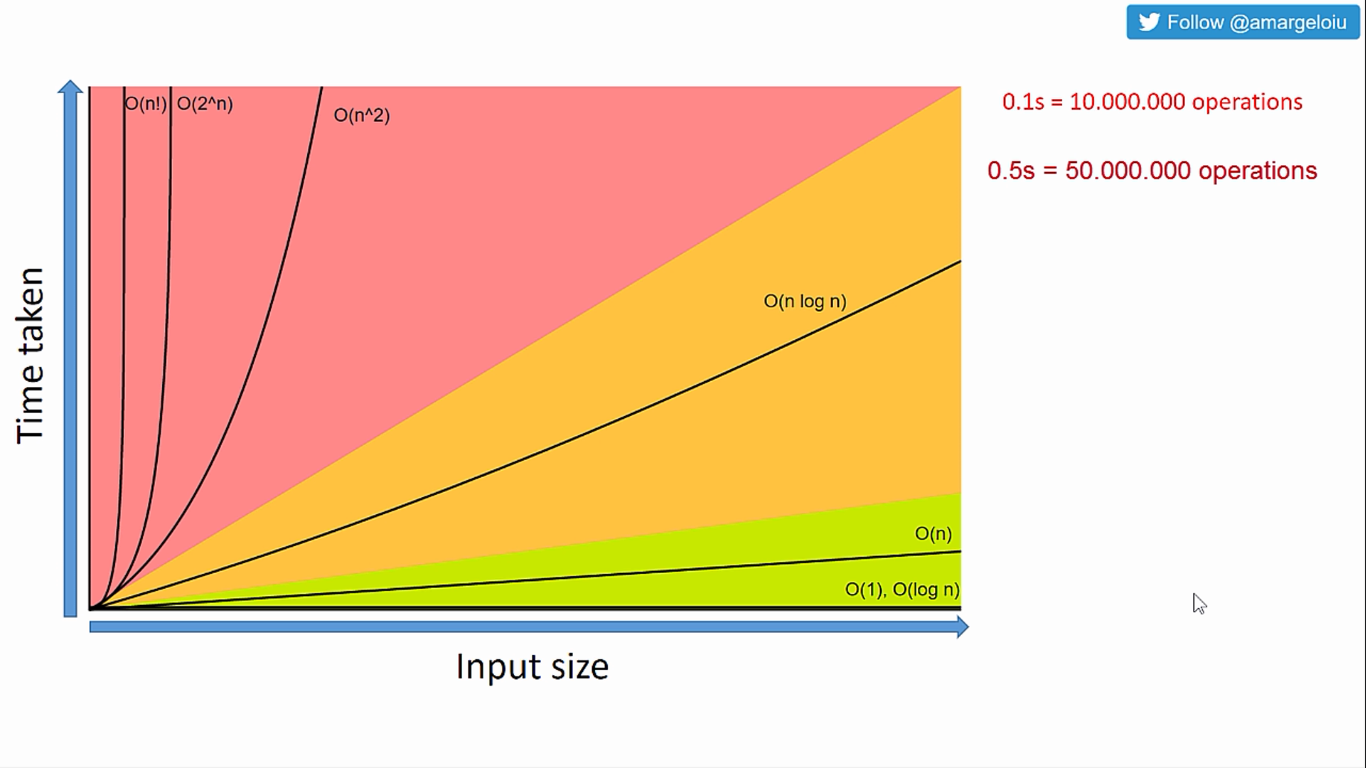 Follow @amargeloiu
O(n!) O(2^n)
O(n^2)
0.1s = 10.000.000 operations
0.5s = 50.000.000 operations
Time taken
O(n log n)
O(n)
O(1), O(log n)
Input size